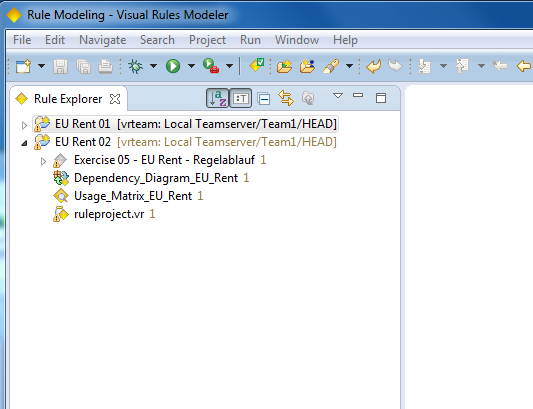 Rule Modeling - Visual Rules Modeler
File Edit Navigate Search Project Run Window Help
Rule Explorer
EU Rent 01 [vrteam: Local Teamserver/Team1/HEAD]
EU Rent 02 [vrteam: Local Teamserver/Team1/HEAD]
Exercise 05 - EU Rent - Regelablauf 1
Dependency_Diagram_EU_Rent 1
Usage_Matrix_EU_Rent 1
ruleproject.vr 1